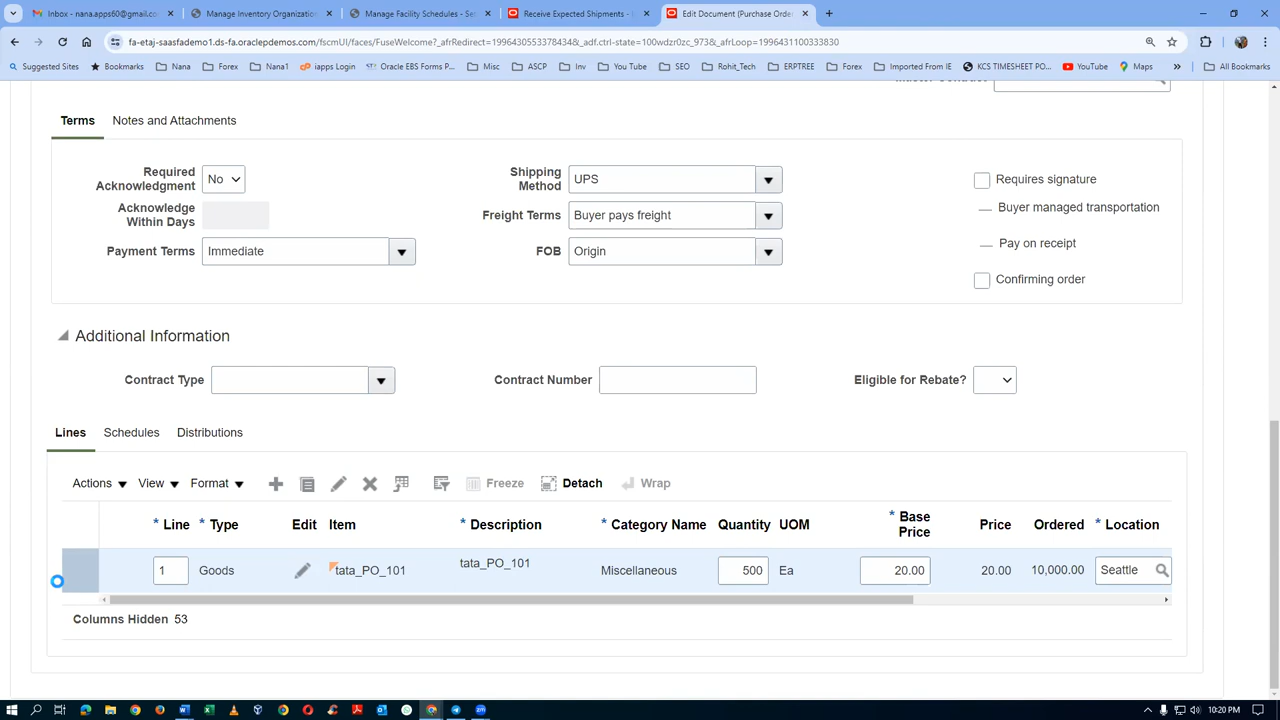 Inbox - nana.apps60@gmail.com
Manage Inventory Organization
Manage Facility Schedules - Se
Receive Expected Shipments -
Edit Document (Purchase Order
fa-etaj-saasfademo1.ds-fa.oraclepdemos.com/fscmUI/faces/FuseWelcome?_afrRedirect=19964305533784​34&_adf.ctrl-state=100wdzr0zc_973&_afrLoop=19964311003338​30
Suggested Sites
Bookmarks
Nana
Forex
Nana1
iapps Login
Oracle EBS Forms P...
Misc
ASCP
Inv
You Tube
SEO
Rohit_Tech
ERPTREE
Forex
Imported From IE
KCS TIMESHEET PO...
YouTube
Maps
All Bookmarks
Terms
Notes and Attachments
Required Acknowledgment
No
Shipping Method
UPS
Requires signature
Acknowledge Within Days
Freight Terms
Buyer pays freight
Buyer managed transportation
Payment Terms
Immediate
FOB
Origin
Pay on receipt
Confirming order
Additional Information
Contract Type
Contract Number
Eligible for Rebate?
Lines
Schedules
Distributions
Actions
View
Format
Freeze
Detach
Wrap
* Line * Type Edit Item * Description * Category Name Quantity UOM * Base Price Price Ordered * Location
1 Goods tata_PO_101 tata_PO_101 Miscellaneous 500 Ea 20.00 20.00 10,000.00 Seattle
Columns Hidden 53
10:20 PM